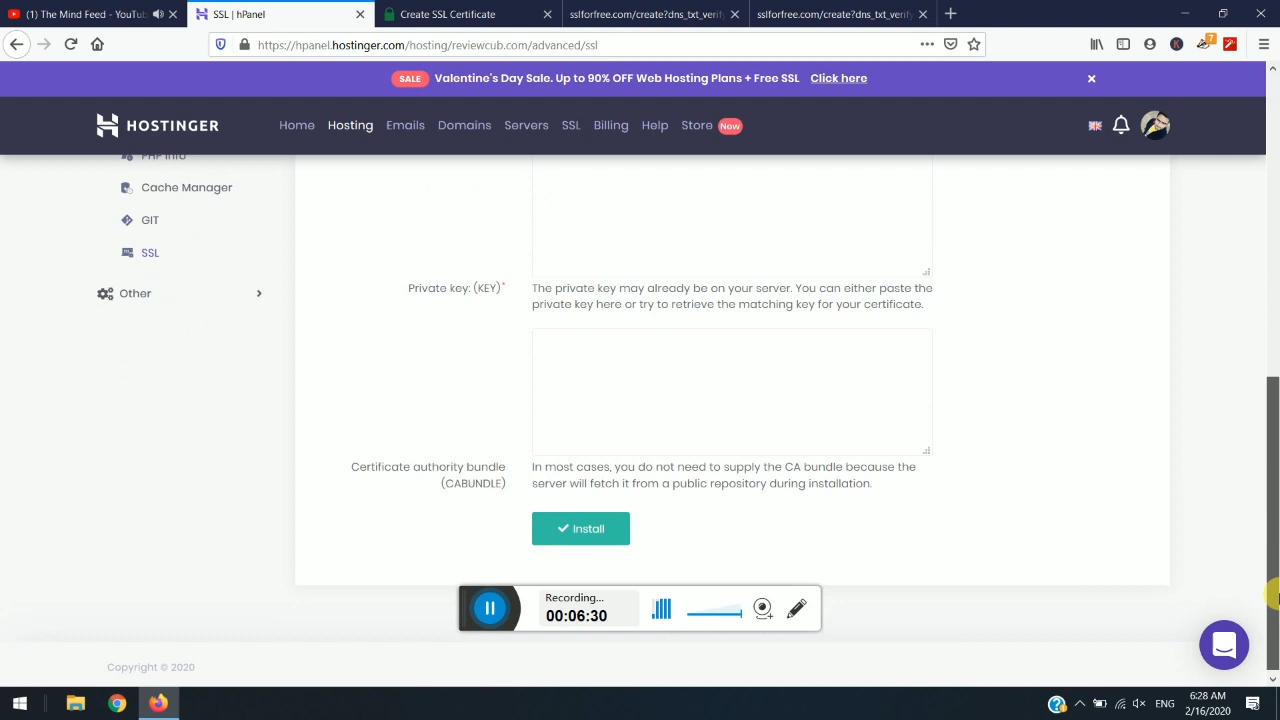 (1) The Mind Feed - YouTub
SSL | hPanel
Create SSL Certificate
sslforfree.com/create?dns_txt_verify
sslforfree.com/create?dns_txt_verify
https://hpanel.hostinger.com/hosting/reviewcub.com/advanced/ssl
7
SALE Valentine's Day Sale. Up to 90% OFF Web Hosting Plans + Free SSL Click here
HOSTINGER
Home Hosting Emails Domains Servers SSL Billing Help Store New
PHP Info
Cache Manager
GIT
SSL
Other
Private key: (KEY)*
The private key may already be on your server. You can either paste the
private key here or try to retrieve the matching key for your certificate.
Certificate authority bundle
(CABUNDLE)
In most cases, you do not need to supply the CA bundle because the
server will fetch it from a public repository during installation.
Install
Recording...
00:06:30
Copyright © 2020
ENG
6:28 AM
2/16/2020